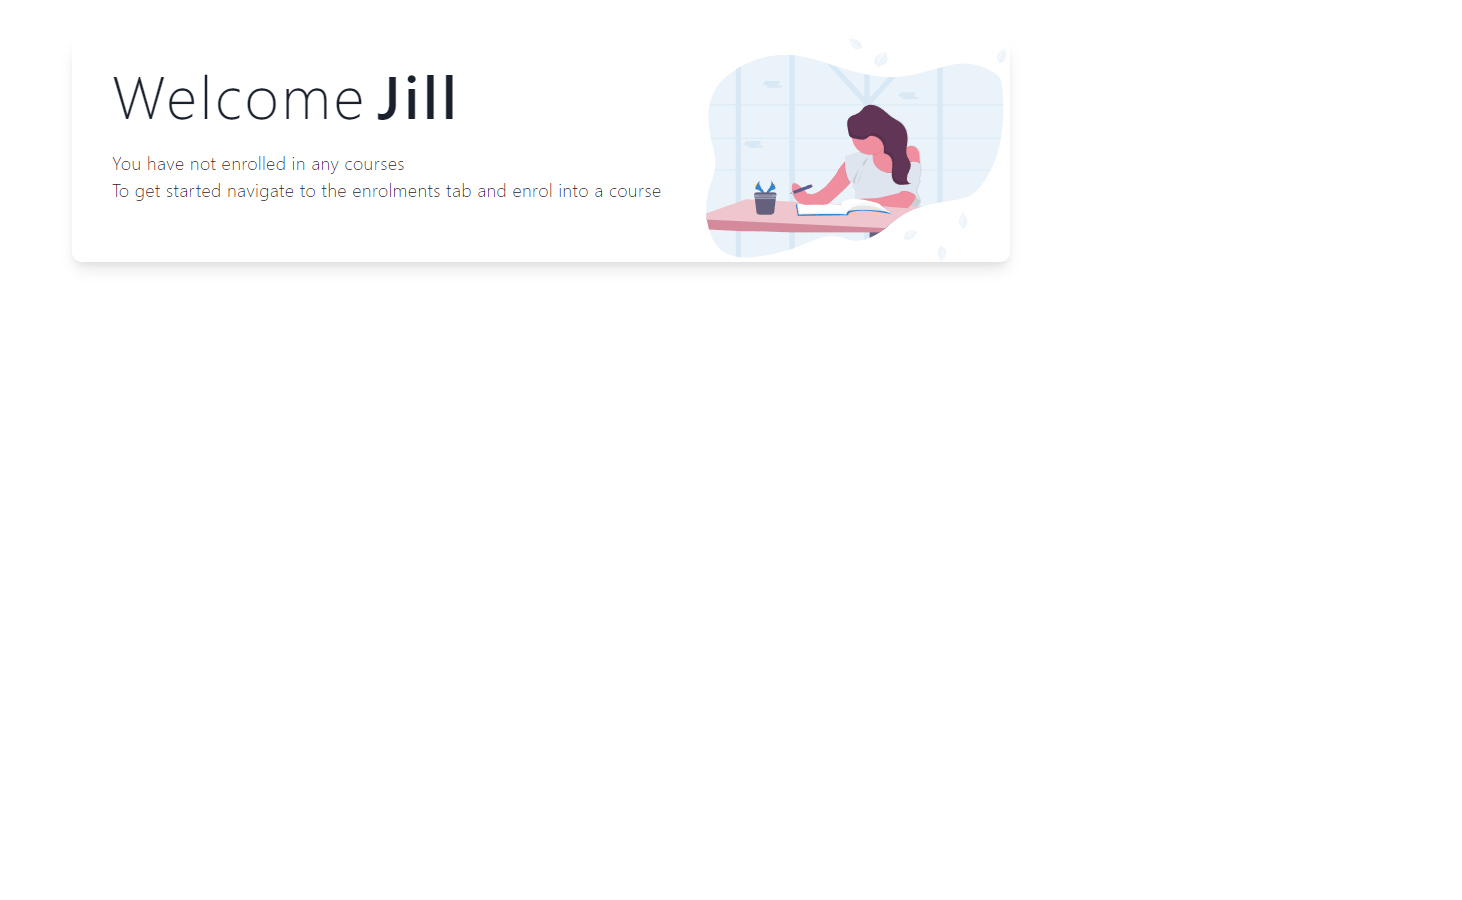 Welcome Jill
You have not enrolled in any courses
To get started navigate to the enrolments tab and enrol into a course